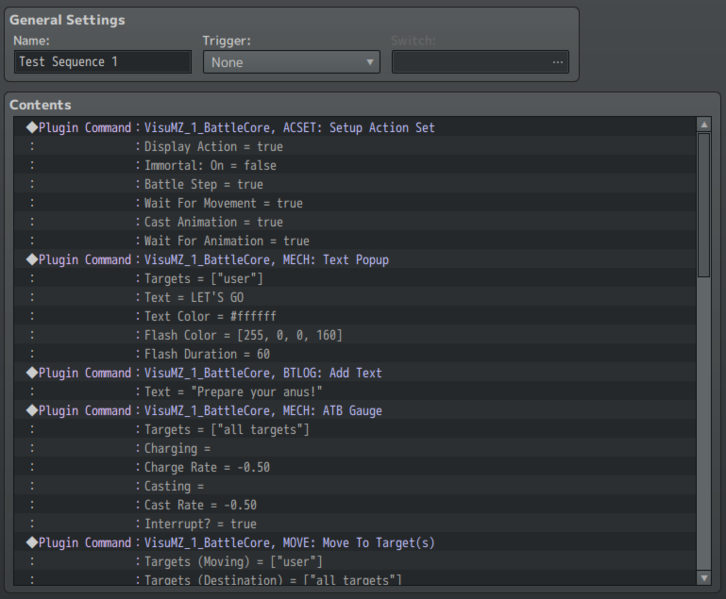 General Settings
Name: Trigger: Switch:
Test Sequence 1 None ...
Contents
◆Plugin Command：VisuMZ_1_BattleCore, ACSET: Setup Action Set
：　：Display Action = true
：　：Immortal: On = false
：　：Battle Step = true
：　：Wait For Movement = true
：　：Cast Animation = true
：　：Wait For Animation = true
◆Plugin Command：VisuMZ_1_BattleCore, MECH: Text Popup
：　：Targets = ["user"]
：　：Text = LET'S GO
：　：Text Color = #ffffff
：　：Flash Color = [255, 0, 0, 160]
：　：Flash Duration = 60
◆Plugin Command：VisuMZ_1_BattleCore, BTLOG: Add Text
：　：Text = "Prepare your anus!"
◆Plugin Command：VisuMZ_1_BattleCore, MECH: ATB Gauge
：　：Targets = ["all targets"]
：　：Charging =
：　：Charge Rate = -0.50
：　：Casting =
：　：Cast Rate = -0.50
：　：Interrupt? = true
◆Plugin Command：VisuMZ_1_BattleCore, MOVE: Move To Target(s)
：　：Targets (Moving) = ["user"]
：　：Targets (Destination) = ["all targets"]